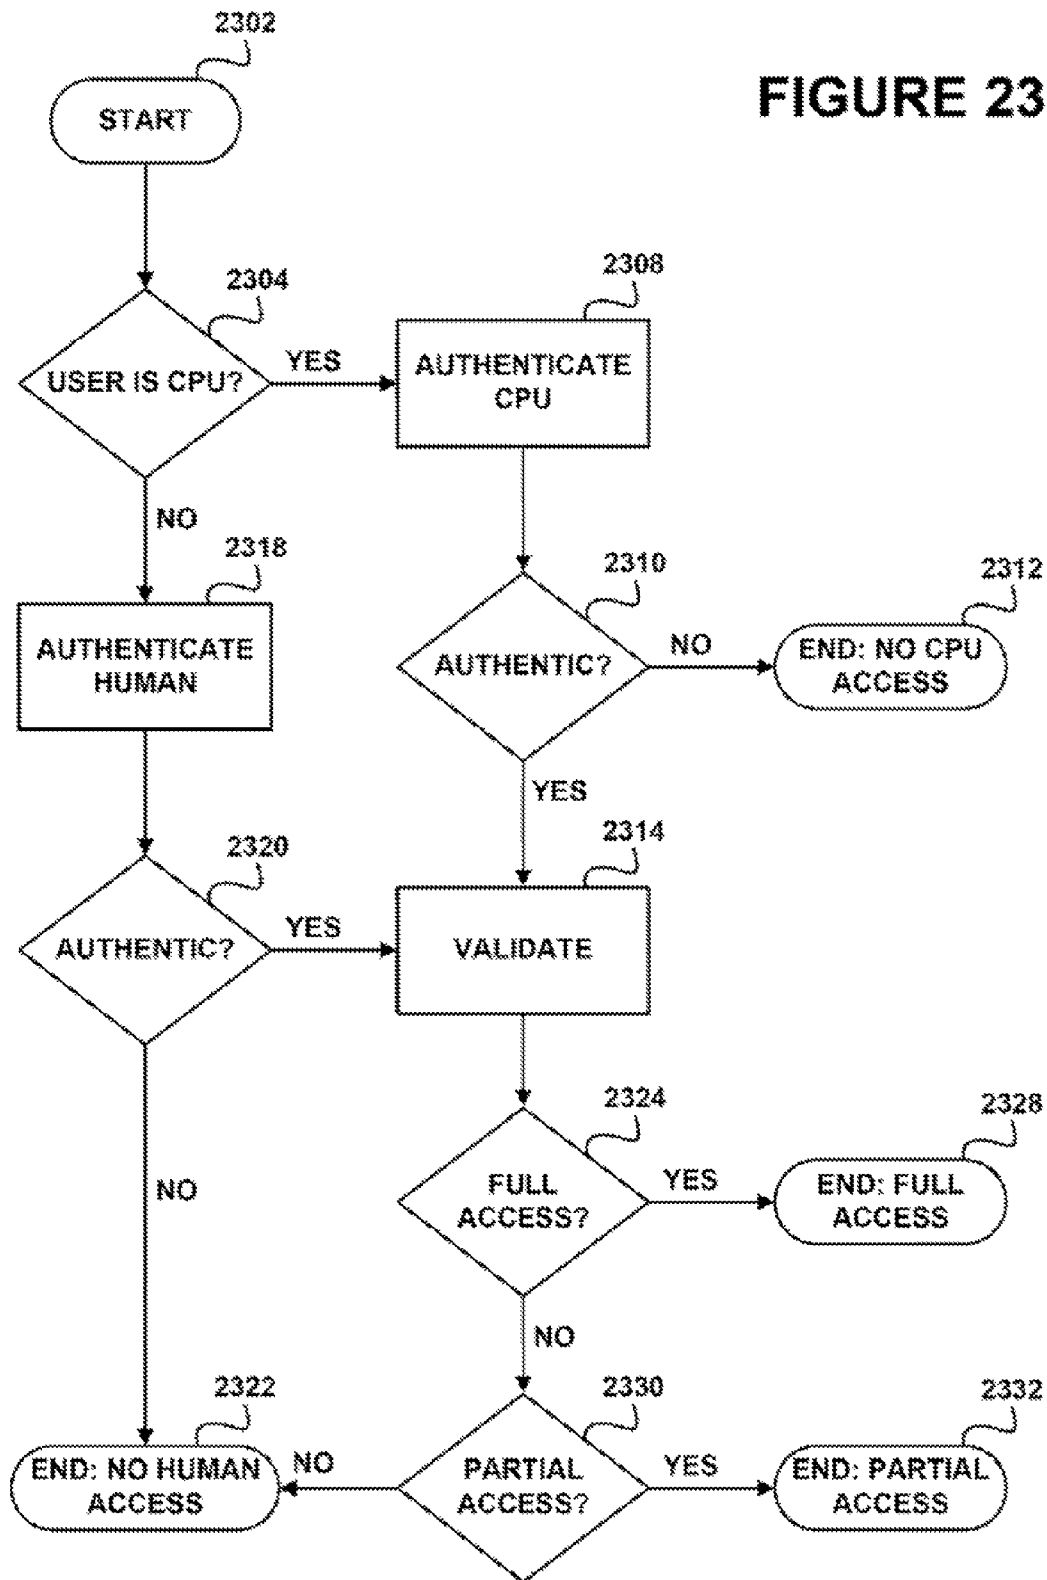 2302
FIGURE 23
START
2304
2308
USER IS CPU?
YES
AUTHENTICATE
CPU
NO
2318
2310
2312
AUTHENTICATE
HUMAN
AUTHENTIC?
NO
END: NO CPU
ACCESS
YES
2320
2314
AUTHENTIC?
YES
VALIDATE
2324
2328
NO
FULL
ACCESS?
YES
END: FULL
ACCESS
NO
2322
2330
2332
END: NO HUMAN
ACCESS
NO
PARTIAL
ACCESS?
YES
END: PARTIAL
ACCESS